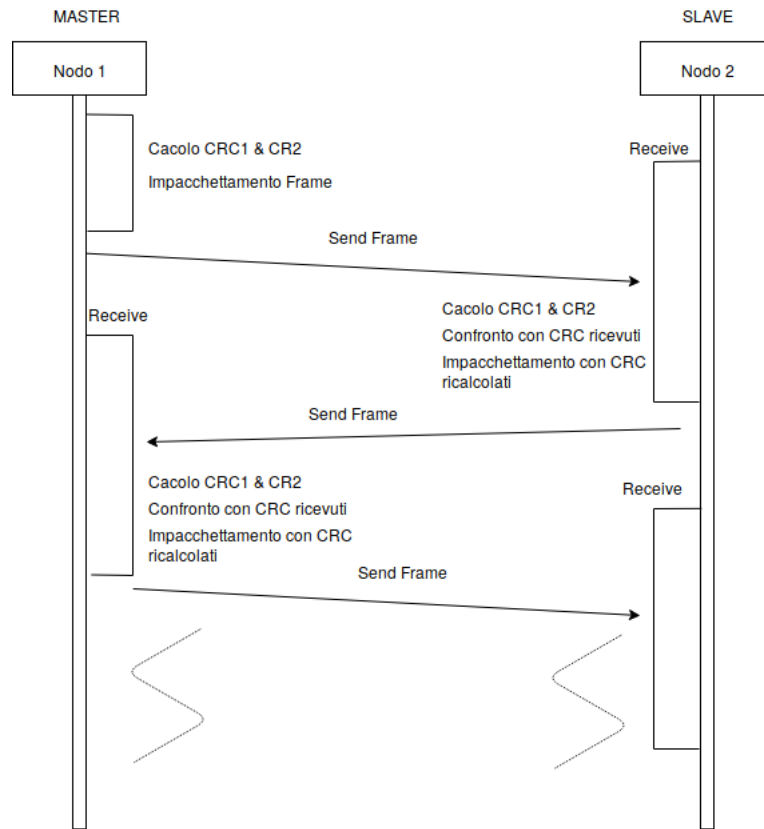 MASTER
SLAVE
Nodo 1
Nodo 2
Cacolo CRC1 & CR2
Impacchettamento Frame
Receive
Send Frame
Receive
Cacolo CRC1 & CR2
Confronto con CRC ricevuti
Impacchettamento con CRC
ricalcolati
Send Frame
Cacolo CRC1 & CR2
Confronto con CRC ricevuti
Impacchettamento con CRC
ricalcolati
Receive
Send Frame